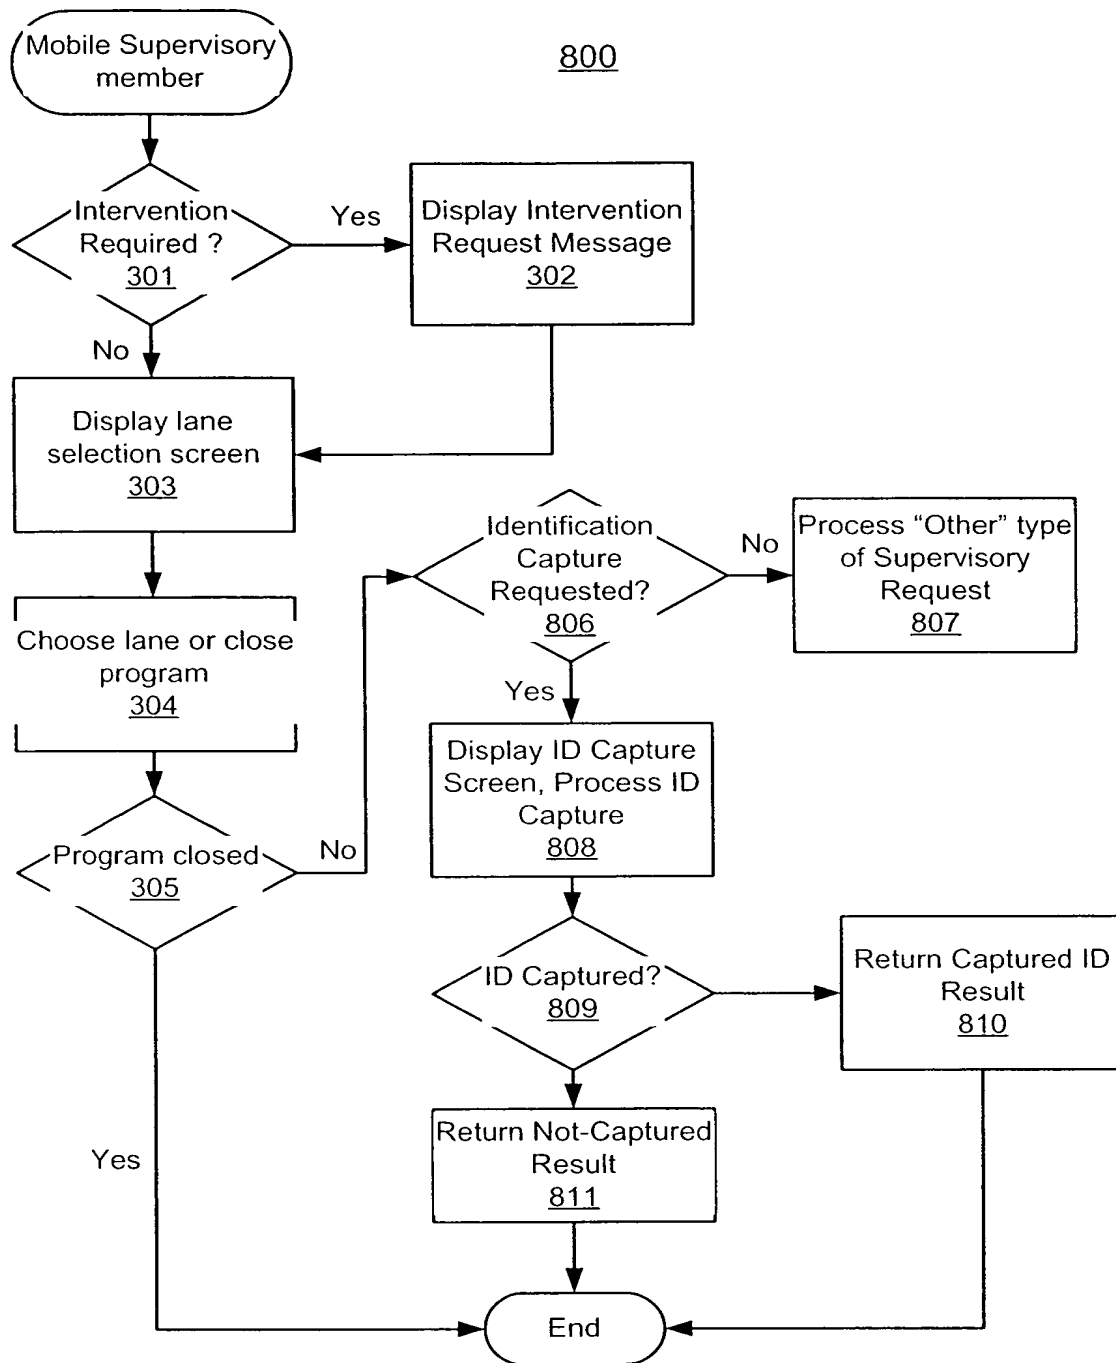 Mobile Supervisory
member
800
Intervention
Required ?
301
Yes
Display Intervention
Request Message
302
No
Display lane
selection screen
303
Choose lane or close
program
304
Program closed
305
No
Yes
Identification
Capture
Requested?
806
No
Process “Other” type
of Supervisory
Request
807
Yes
Display ID Capture
Screen, Process ID
Capture
808
ID Captured?
809
Return Captured ID
Result
810
Return Not-Captured
Result
811
End